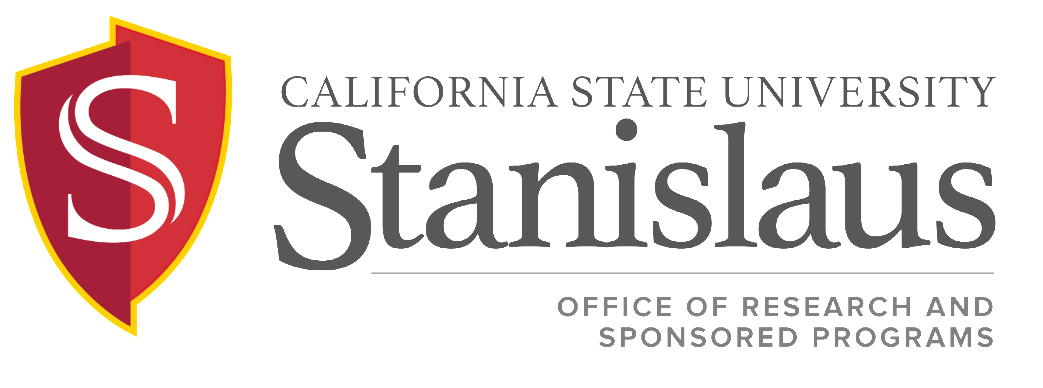 S
CALIFORNIA STATE UNIVERSITY
Stanislaus
OFFICE OF RESEARCH AND
SPONSORED PROGRAMS